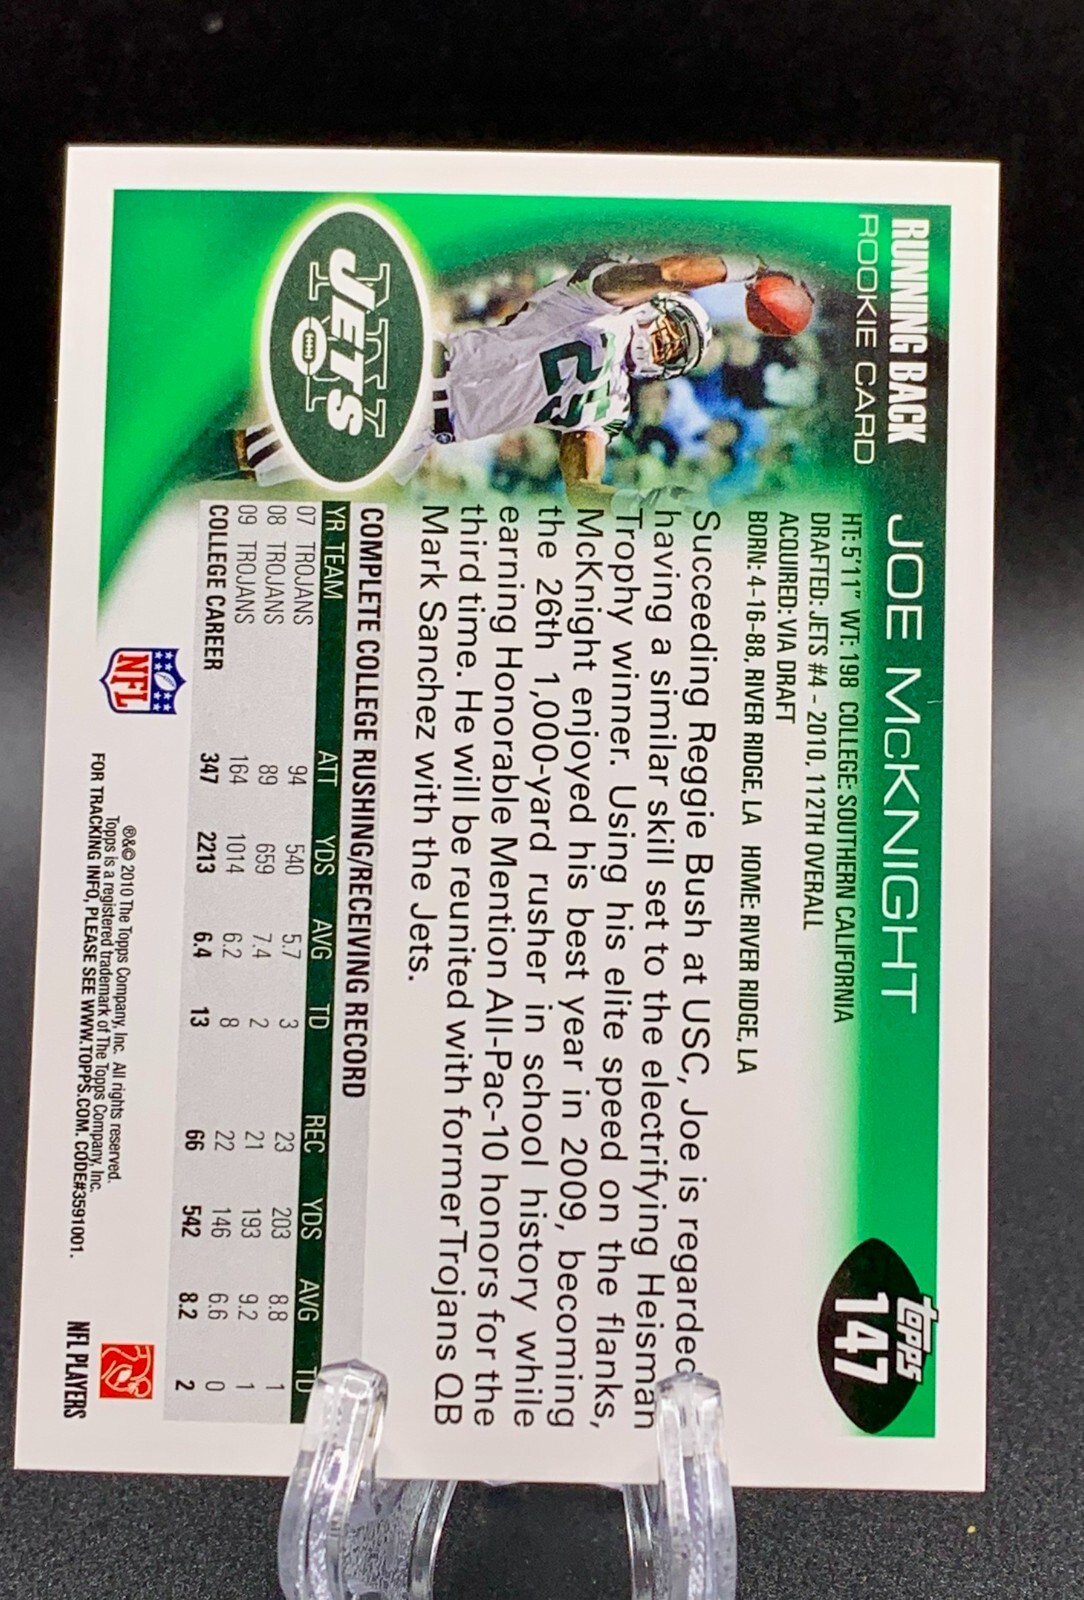 RUNNING BACK JOE McKNIGHT
ROOKIE CARD
topps
147
HT: 5'11" WT: 198 COLLEGE: SOUTHERN CALIFORNIA
DRAFTED: JETS #4 - 2010, 112TH OVERALL
ACQUIRED: VIA DRAFT
BORN: 4-16-88, RIVER RIDGE, LA HOME: RIVER RIDGE, LA
Succeeding Reggie Bush at USC, Joe is regarded
having a similar skill set to the electrifying Heisman
Trophy winner. Using his elite speed on the flanks,
McKnight enjoyed his best year in 2009, becoming
the 26th 1,000-yard rusher in school history while
earning Honorable Mention All-Pac-10 honors for the
third time. He will be reunited with former Trojans QB
Mark Sanchez with the Jets.
25
NY
JETS
COMPLETE COLLEGE RUSHING/RECEIVING RECORD
YR TEAM ATT YDS AVG TD REC YDS AVG TD
07 TROJANS 94 540 5.7 3 23 203 8.8 1
08 TROJANS 89 659 7.4 2 21 193 9.2 1
09 TROJANS 164 1014 6.2 8 22 146 6.6 0
COLLEGE CAREER 347 2213 6.4 13 66 542 8.2 2
NFL
®&© 2010 The Topps Company, Inc. All rights reserved.
Topps is a registered trademark of The Topps Company, Inc.
FOR TRACKING INFO, PLEASE SEE WWW.TOPPS.COM. CODE#3591001.
NFL PLAYERS